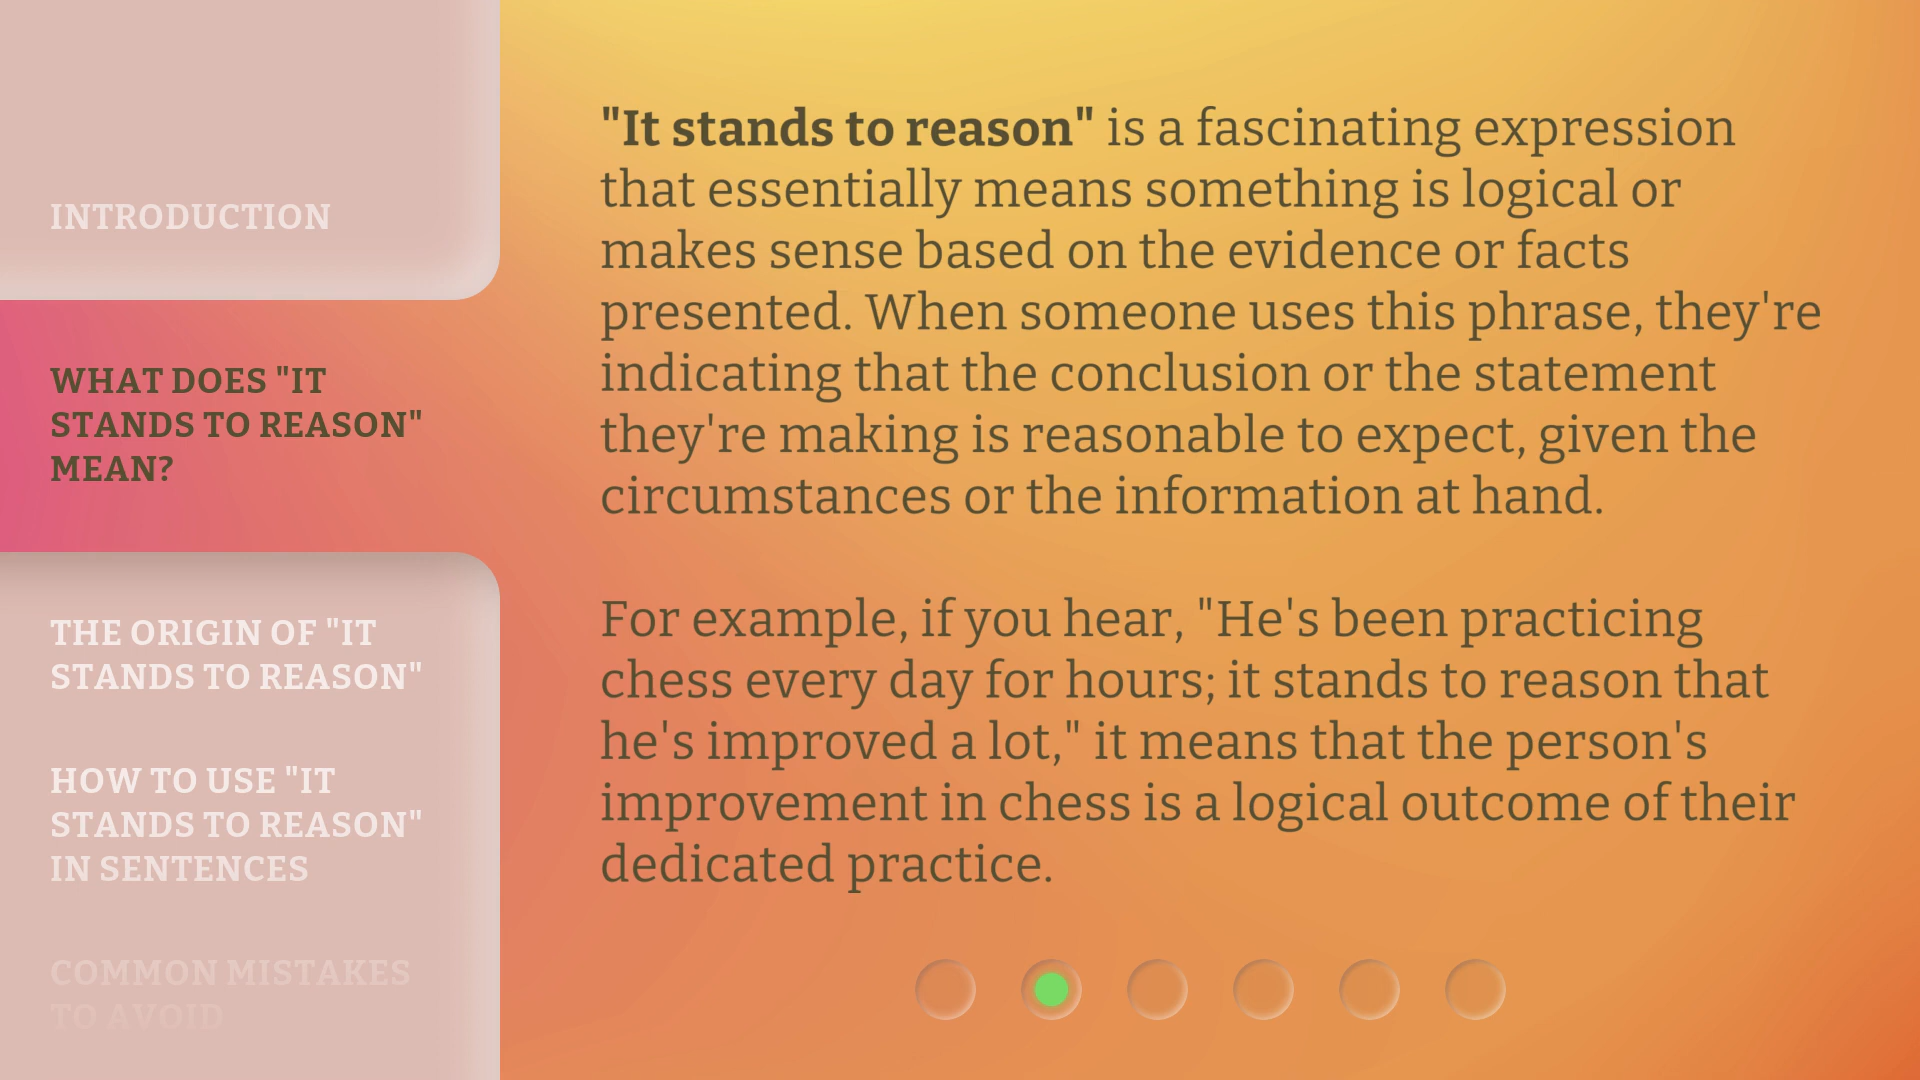 INTRODUCTION
WHAT DOES "IT
STANDS TO REASON"
MEAN?
THE ORIGIN OF "IT
STANDS TO REASON"
HOW TO USE "IT
STANDS TO REASON"
IN SENTENCES
COMMON MISTAKES
TO AVOID
"It stands to reason" is a fascinating expression
that essentially means something is logical or
makes sense based on the evidence or facts
presented. When someone uses this phrase, they're
indicating that the conclusion or the statement
they're making is reasonable to expect, given the
circumstances or the information at hand.
For example, if you hear, "He's been practicing
chess every day for hours; it stands to reason that
he's improved a lot," it means that the person's
improvement in chess is a logical outcome of their
dedicated practice.